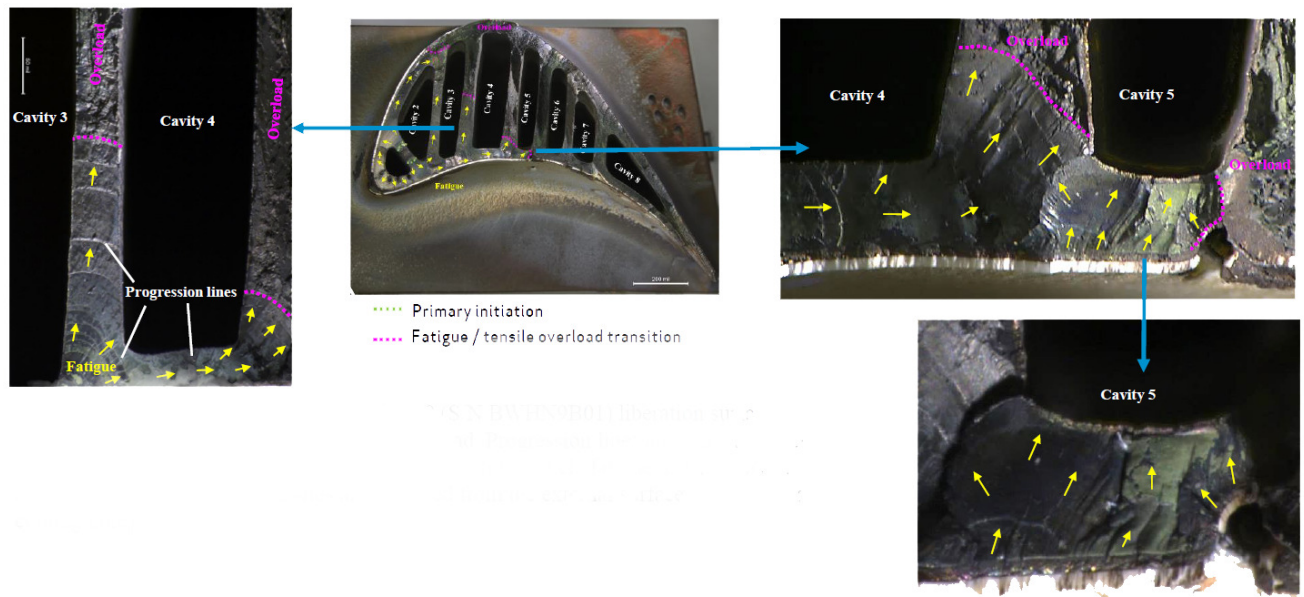 Overload
Overload
Cavity 3
Cavity 4
Progression lines
Fatigue
Overload
Cavity 2
Cavity 3
Cavity 4
Cavity 5
Cavity 6
Cavity 7
Cavity 8
Fatigue
Primary initiation
Fatigue / tensile overload transition
Overload
Cavity 4
Cavity 5
Overload
Cavity 5